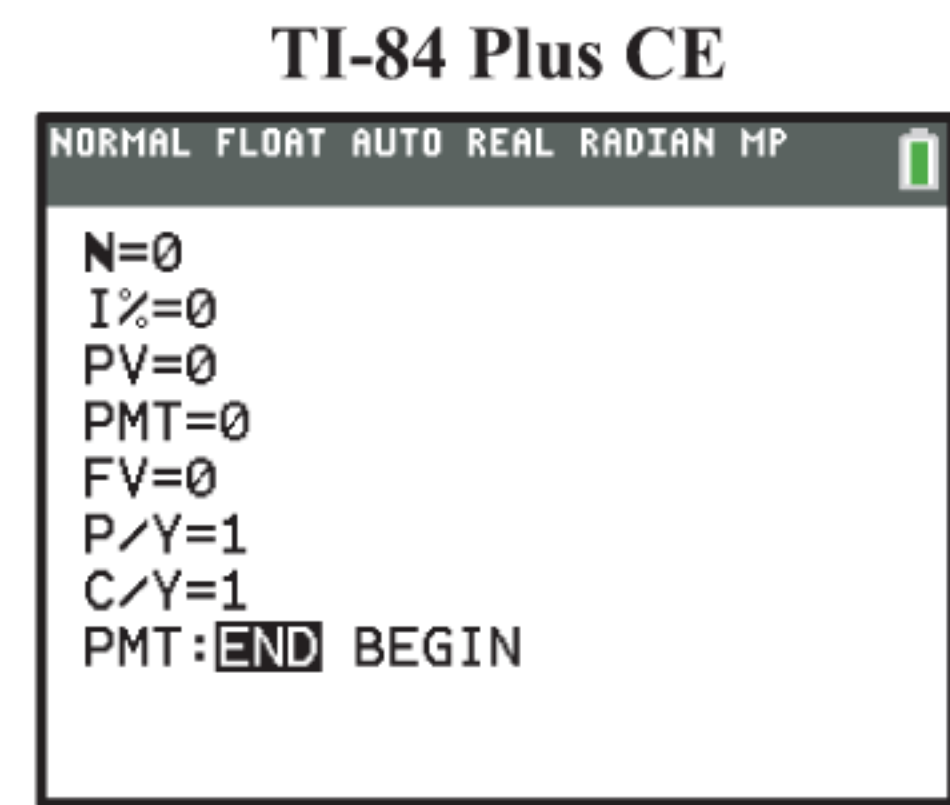 TI-84 Plus CE
NORMAL FLOAT AUTO REAL RADIAN MP
N=0
I%=0
PV=0
PMT=0
FV=0
P/Y=1
C/Y=1
PMT:END BEGIN